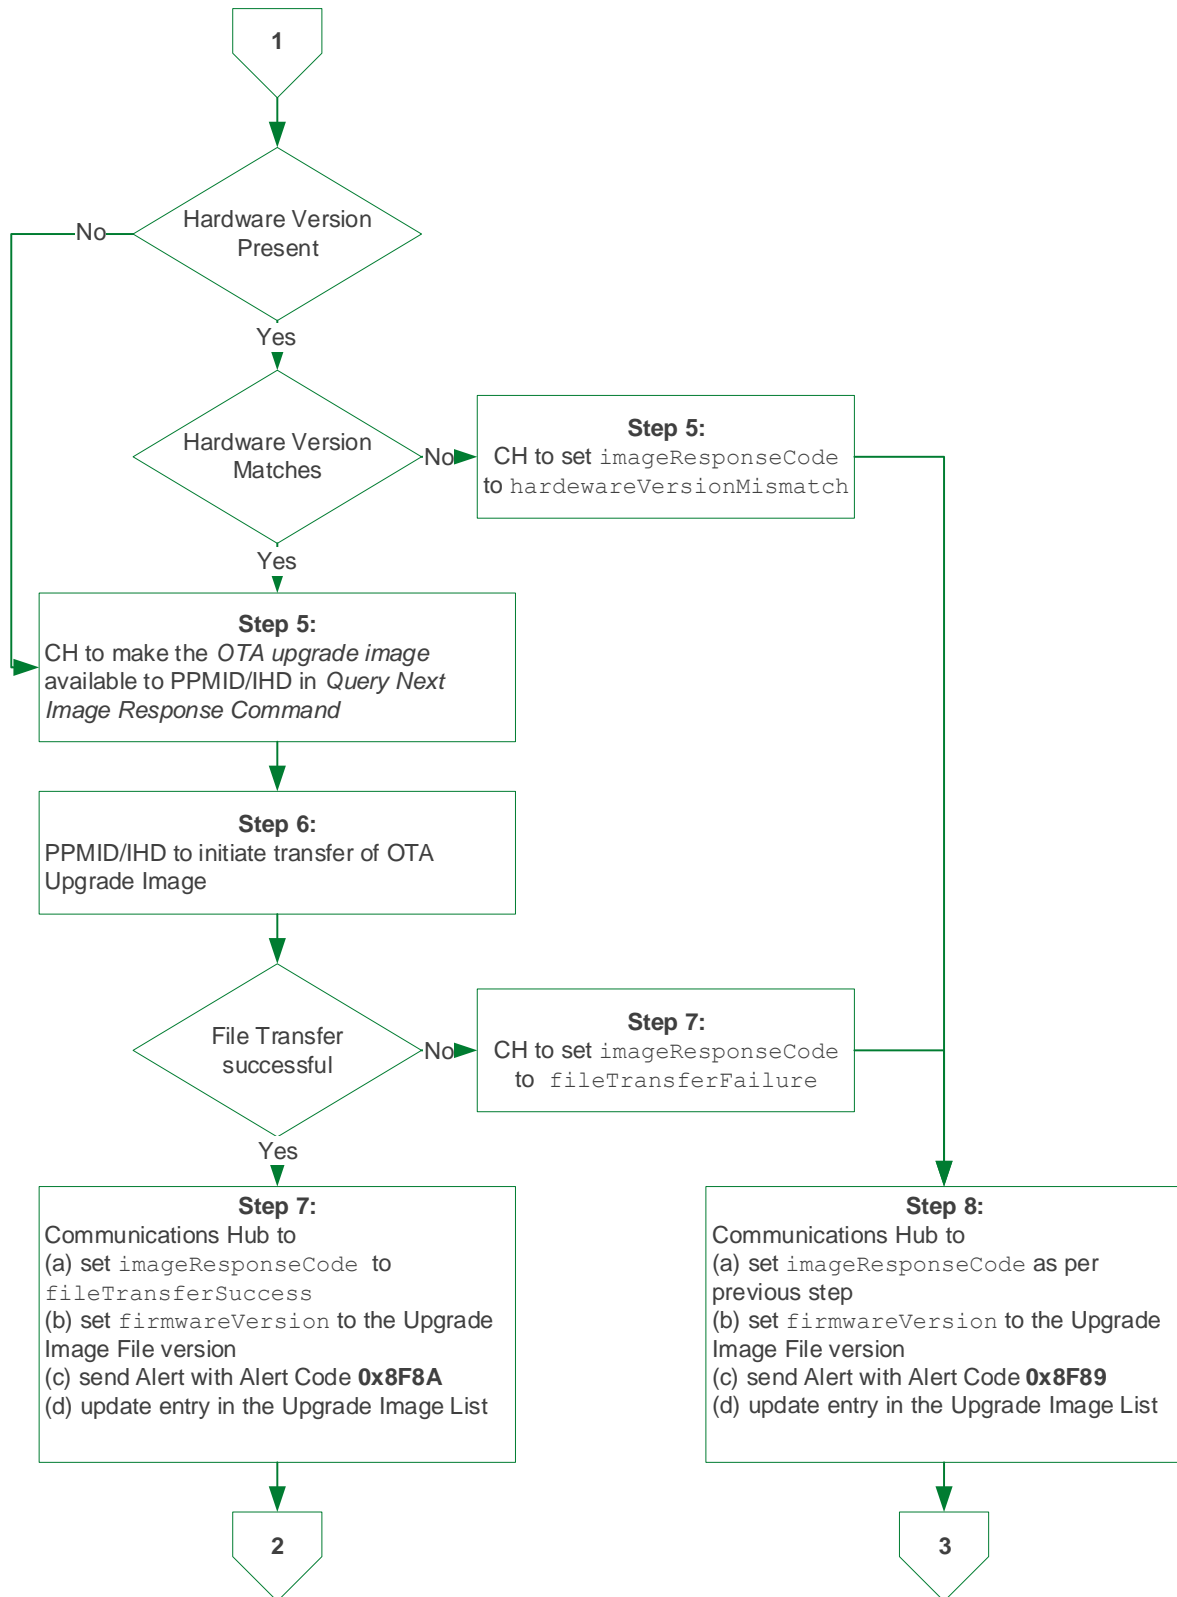 1
Hardware Version
Present
No
Yes
Hardware Version
Matches
No
Step 5:
CH to set imageResponseCode
to hardewareVersionMismatch
Yes
Step 5:
CH to make the OTA upgrade image
available to PPMID/IHD in Query Next
Image Response Command
Step 6:
PPMID/IHD to initiate transfer of OTA
Upgrade Image
File Transfer
successful
No
Step 7:
CH to set imageResponseCode
to fileTransferFailure
Yes
Step 7:
Communications Hub to
(a) set imageResponseCode to
fileTransferSuccess
(b) set firmwareVersion to the Upgrade
Image File version
(c) send Alert with Alert Code 0x8F8A
(d) update entry in the Upgrade Image List
Step 8:
Communications Hub to
(a) set imageResponseCode as per
previous step
(b) set firmwareVersion to the Upgrade
Image File version
(c) send Alert with Alert Code 0x8F89
(d) update entry in the Upgrade Image List
2
3